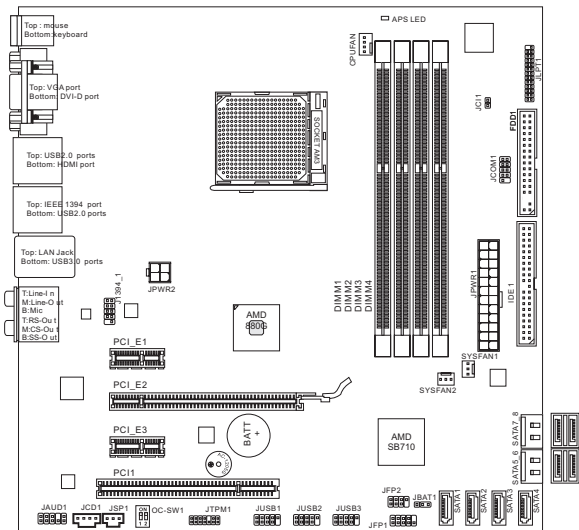 Top : mouse
Bottom:keyboard
APS LED
CPUFAN
JLPT1
Top: VGA port
Bottom: DVI-D port
JCI1
FDD1
SOCKET AM3
Top: USB2.0 ports
Bottom: HDMI port
JCOM1
Top: IEEE 1394 port
Bottom: USB2.0 ports
Top: LAN Jack
Bottom: USB3.0 ports
T:Line-In
M:Line-Out
B:Mic
T:RS-Out
M:CS-Out
B:SS-Out
J1394_1
JPWR2
DIMM1
DIMM2
DIMM3
DIMM4
JPWR1
IDE 1
AMD
880G
PCI_E1
SYSFAN1
PCI_E2
SYSFAN2
BATT
+
PCI_E3
AMD
SB710
SATA7_8
SATA5_6
PCI1
JAUD1
JCD1
JSP1
ON
1 2
OC-SW1
JTPM1
JUSB1
JUSB2
JUSB3
JFP2
JFP1
JBAT1
SATA1
SATA2
SATA3
SATA4